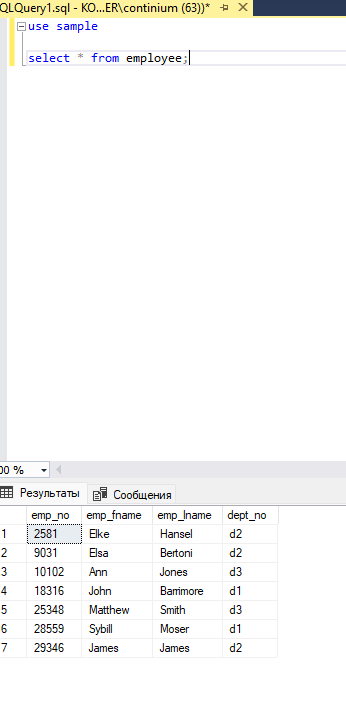 QLQuery1.sql - KO...ER\continium (63))*
use sample
select * from employee;
00 %
Результаты Сообщения
emp_no emp_fname emp_lname dept_no
1 2581 Elke Hansel d2
2 9031 Elsa Bertoni d2
3 10102 Ann Jones d3
4 18316 John Barrimore d1
5 25348 Matthew Smith d3
6 28559 Sybill Moser d1
7 29346 James James d2